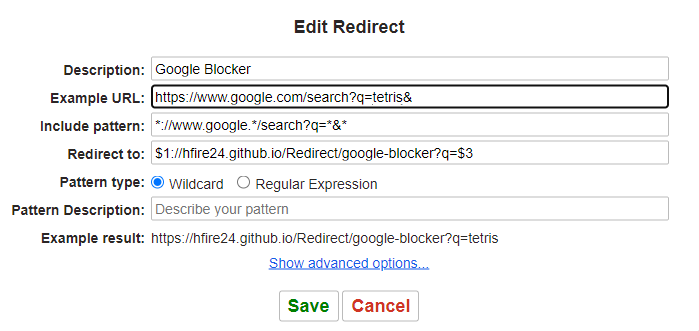 Edit Redirect
Description: Google Blocker
Example URL: https://www.google.com/search?q=tetris&
Include pattern: *://www.google.*/search?q=*&*
Redirect to: $1://hfire24.github.io/Redirect/google-blocker?q=$3
Pattern type: Wildcard Regular Expression
Pattern Description: Describe your pattern
Example result: https://hfire24.github.io/Redirect/google-blocker?q=tetris
Show advanced options...
Save Cancel